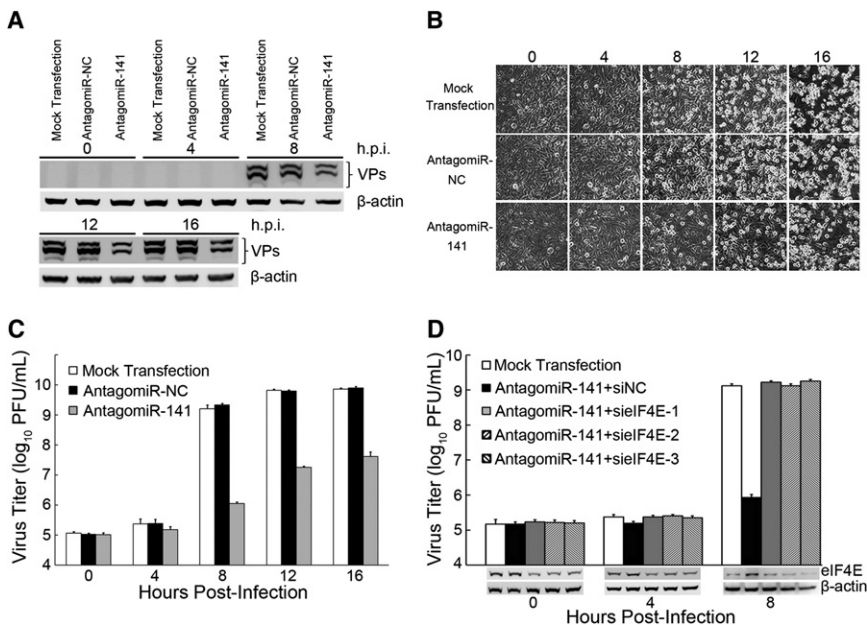 A
Mock Transfection
AntagomiR-NC
AntagomiR-141
Mock Transfection
AntagomiR-NC
AntagomiR-141
Mock Transfection
AntagomiR-NC
AntagomiR-141
0 4 8 h.p.i.
VPs
β-actin
12 16 h.p.i.
VPs
β-actin
B
0 4 8 12 16
Mock
Transfection
AntagomiR-
NC
AntagomiR-
141
C
Virus Titer (log10 PFU/mL)
11
10
9
8
7
6
5
4
Mock Transfection
AntagomiR-NC
AntagomiR-141
0 4 8 12 16
Hours Post-Infection
D
Virus Titer (log10 PFU/mL)
10
9
8
7
6
5
4
Mock Transfection
AntagomiR-141+siNC
AntagomiR-141+sieIF4E-1
AntagomiR-141+sieIF4E-2
AntagomiR-141+sieIF4E-3
eIF4E
β-actin
0 4 8
Hours Post-Infection